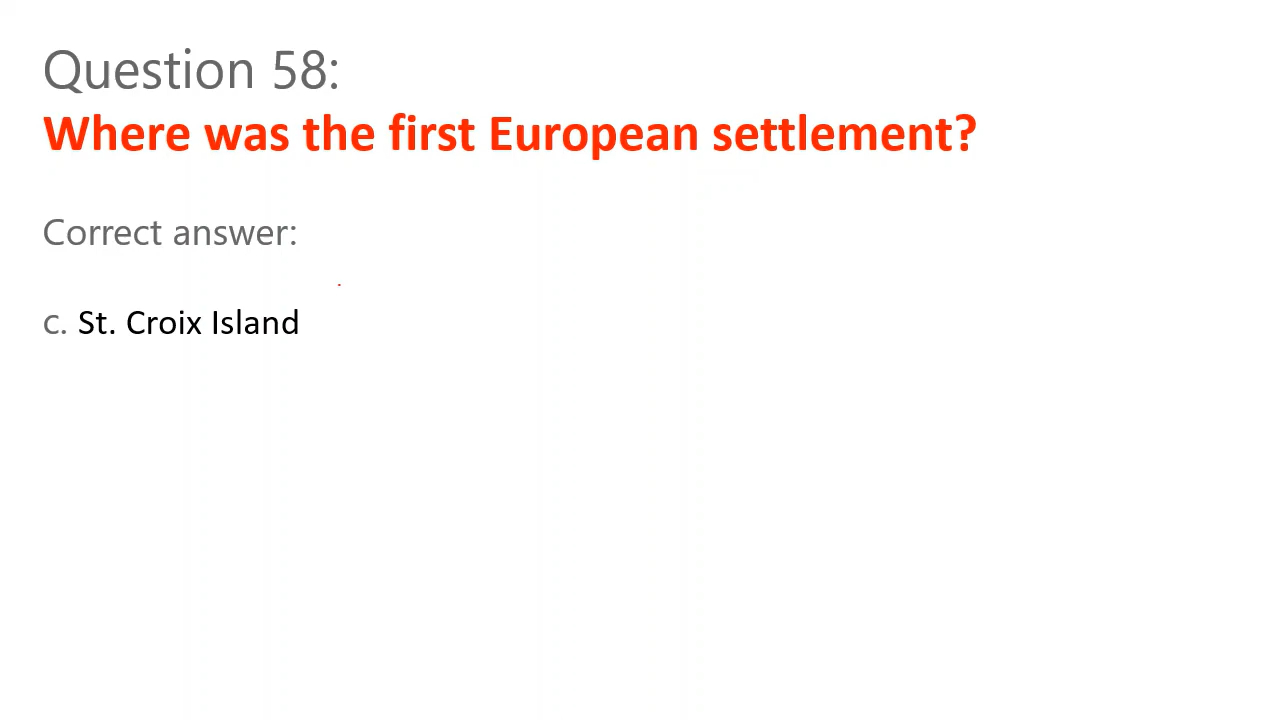 Question 58:
Where was the first European settlement?
Correct answer:
c. St. Croix Island